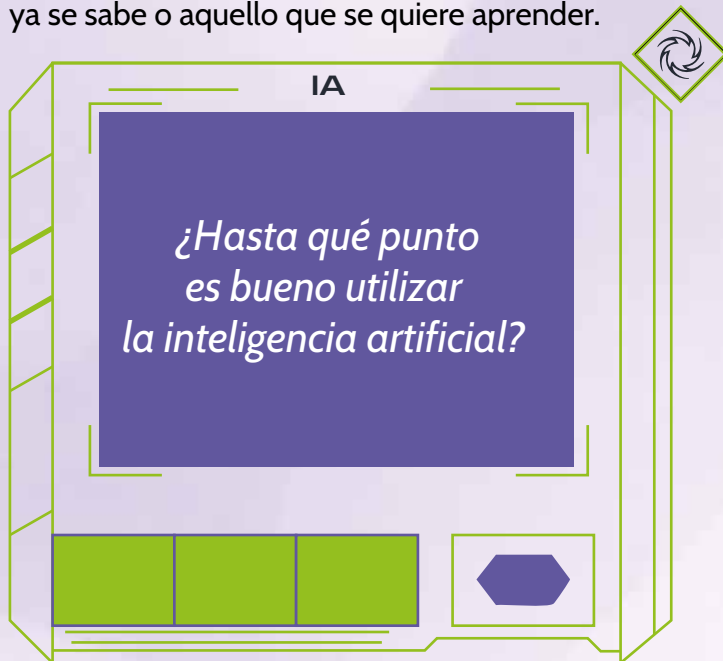 ya se sabe o aquello que se quiere aprender.
IA
¿Hasta qué punto
es bueno utilizar
la inteligencia artificial?